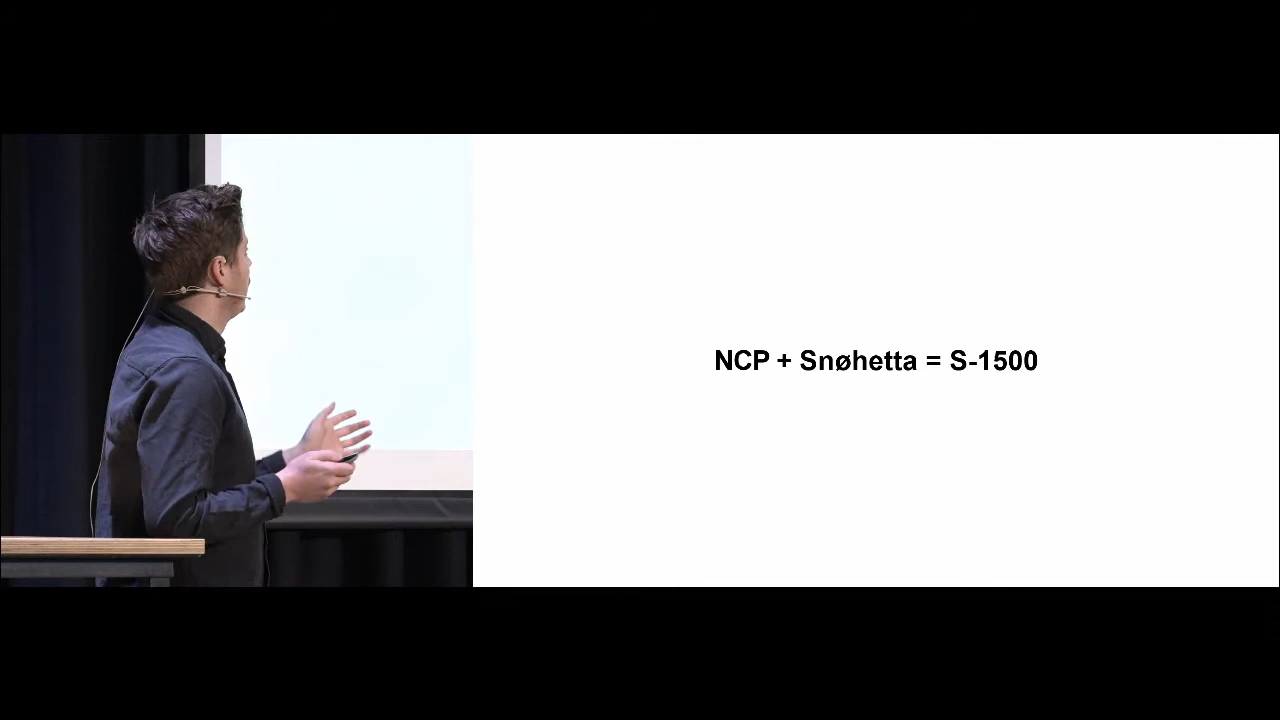 NCP + Snøhetta = S-1500